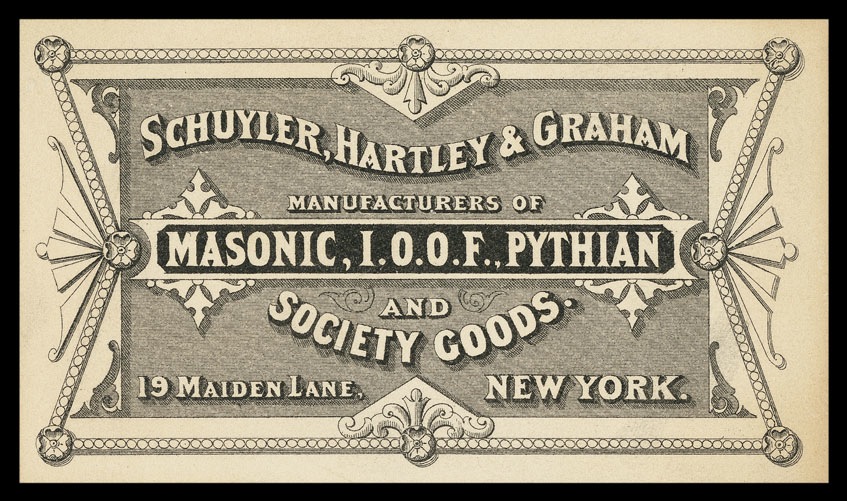 SCHUYLER, HARTLEY & GRAHAM
MANUFACTURERS OF
MASONIC, I.O.O.F., PYTHIAN
AND
SOCIETY GOODS.
19 MAIDEN LANE, NEW YORK.